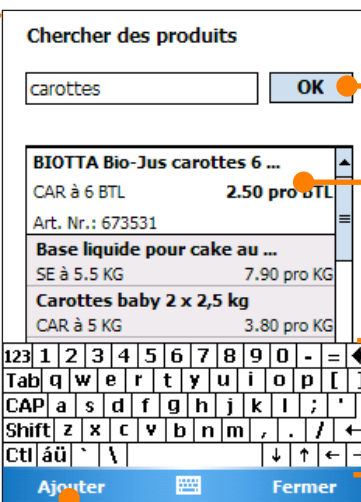 Chercher des produits
carottes OK
BIOTTA Bio-Jus carottes 6 ...
CAR à 6 BTL 2.50 pro BTL
Art. Nr.: 673531
Base liquide pour cake au ...
SE à 5.5 KG 7.90 pro KG
Carottes baby 2 x 2,5 kg
CAR à 5 KG 3.80 pro KG
123 1 2 3 4 5 6 7 8 9 0 - =
Tab q w e r t y u i o p [ ]
CAP a s d f g h j k l ; '
Shift z x c v b n m , . / ←
Ctl áü ` \ ↓ ↑ ← →
Ajouter Fermer